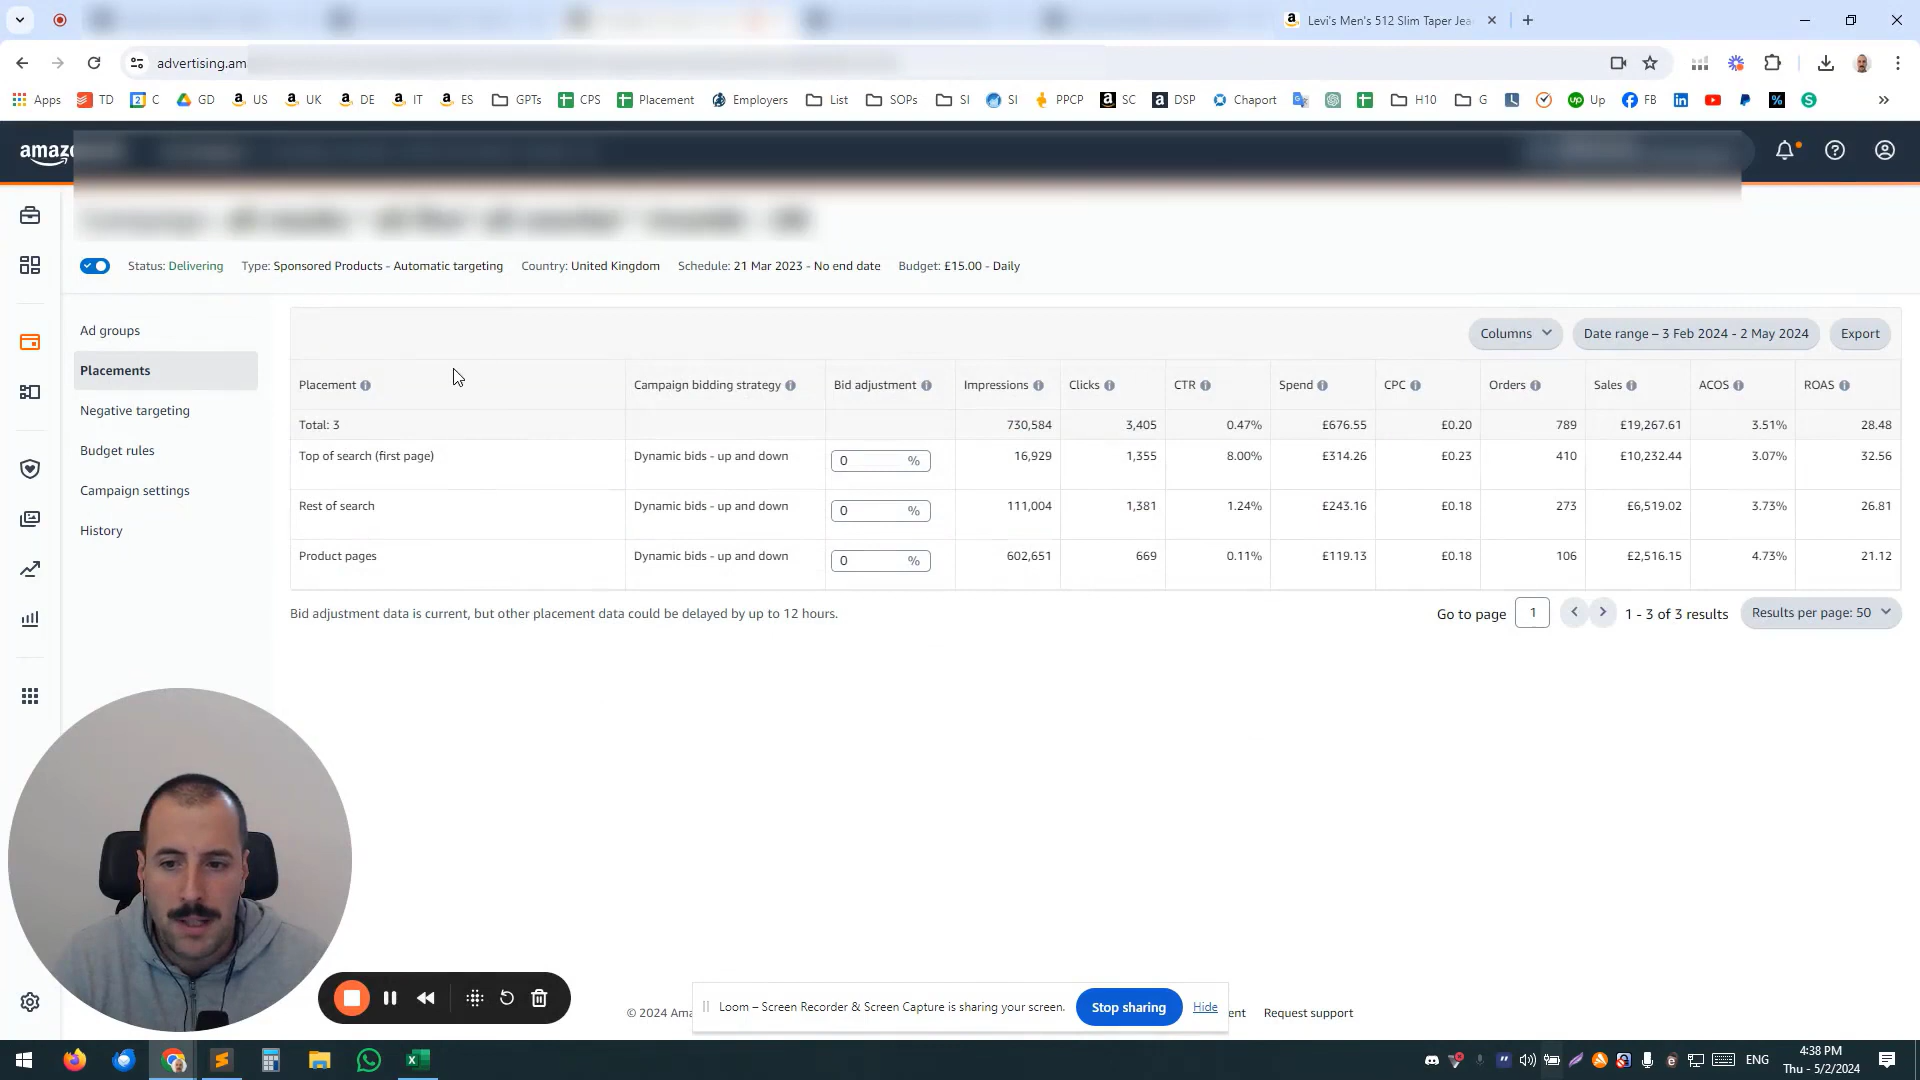 Levi's Men's 512 Slim Taper Jea
advertising.am
Apps TD C GD US UK DE IT ES GPTs CPS Placement Employers List SOPs SI SI PPCP SC DSP Chaport H10 G Up FB
amaz
Status: Delivering Type: Sponsored Products - Automatic targeting Country: United Kingdom Schedule: 21 Mar 2023 - No end date Budget: £15.00 - Daily
Ad groups
Placements
Negative targeting
Budget rules
Campaign settings
History
Columns Date range – 3 Feb 2024 - 2 May 2024 Export
Placement Campaign bidding strategy Bid adjustment Impressions Clicks CTR Spend CPC Orders Sales ACOS ROAS
Total: 3 730,584 3,405 0.47% £676.55 £0.20 789 £19,267.61 3.51% 28.48
Top of search (first page) Dynamic bids - up and down 0 % 16,929 1,355 8.00% £314.26 £0.23 410 £10,232.44 3.07% 32.56
Rest of search Dynamic bids - up and down 0 % 111,004 1,381 1.24% £243.16 £0.18 273 £6,519.02 3.73% 26.81
Product pages Dynamic bids - up and down 0 % 602,651 669 0.11% £119.13 £0.18 106 £2,516.15 4.73% 21.12
Bid adjustment data is current, but other placement data could be delayed by up to 12 hours.
Go to page 1 1 - 3 of 3 results Results per page: 50
© 2024 Ama
Loom – Screen Recorder & Screen Capture is sharing your screen. Stop sharing Hide
ent Request support
ENG
4:38 PM
Thu - 5/2/2024